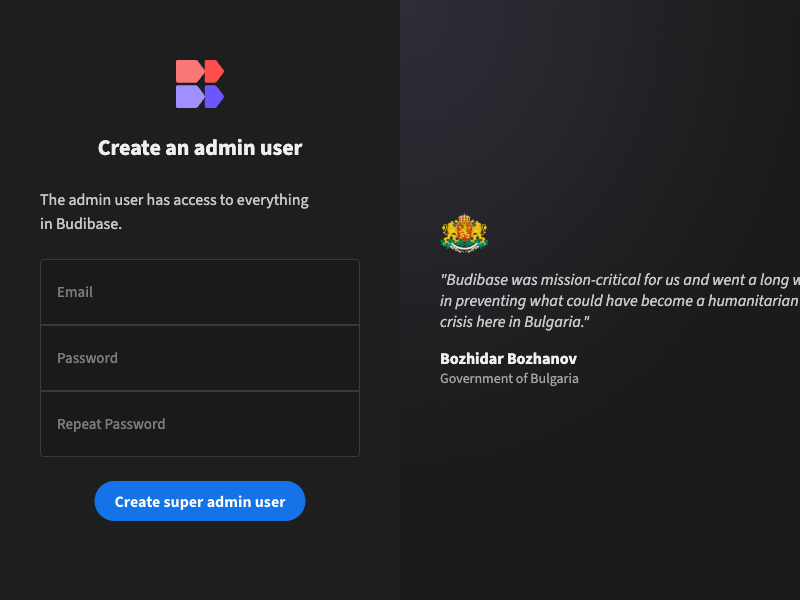 Create an admin user
The admin user has access to everything
in Budibase.
Email
Password
Repeat Password
Create super admin user
"Budibase was mission-critical for us and went a long
in preventing what could have become a humanitarian
crisis here in Bulgaria."
Bozhidar Bozhanov
Government of Bulgaria